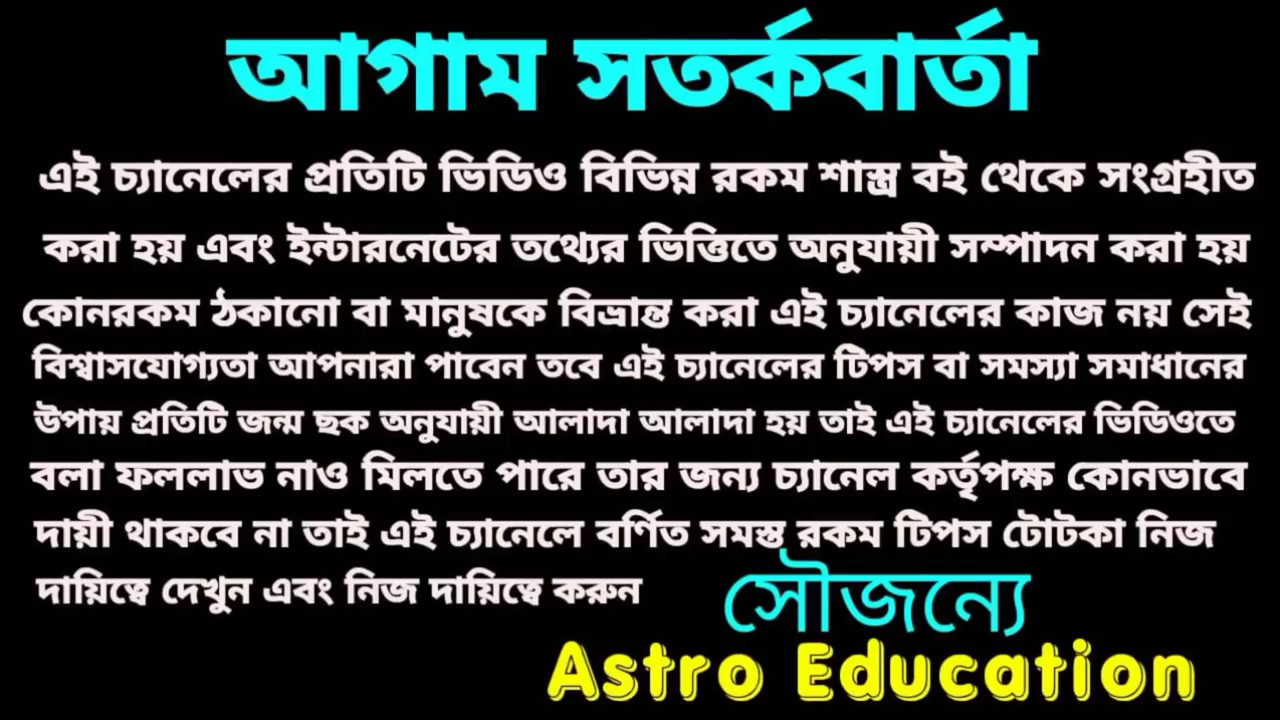 আগাম সতর্কবার্তা
এই চ্যানেলের প্রতিটি ভিডিও বিভিন্ন রকম শাস্ত্র বই থেকে সংগ্রহীত
করা হয় এবং ইন্টারনেটের তথ্যের ভিত্তিতে অনুযায়ী সম্পাদন করা হয়
কোনরকম ঠকানো বা মানুষকে বিভ্রান্ত করা এই চ্যানেলের কাজ নয় সেই
বিশ্বাসযোগ্যতা আপনারা পাবেন তবে এই চ্যানেলের টিপস বা সমস্যা সমাধানের
উপায় প্রতিটি জন্ম ছক অনুযায়ী আলাদা আলাদা হয় তাই এই চ্যানেলের ভিডিওতে
বলা ফললাভ নাও মিলতে পারে তার জন্য চ্যানেল কর্তৃপক্ষ কোনভাবে
দায়ী থাকবে না তাই এই চ্যানেলে বর্ণিত সমস্ত রকম টিপস টোটকা নিজ
দায়িত্বে দেখুন এবং নিজ দায়িত্বে করুন
সৌজন্যে
Astro Education